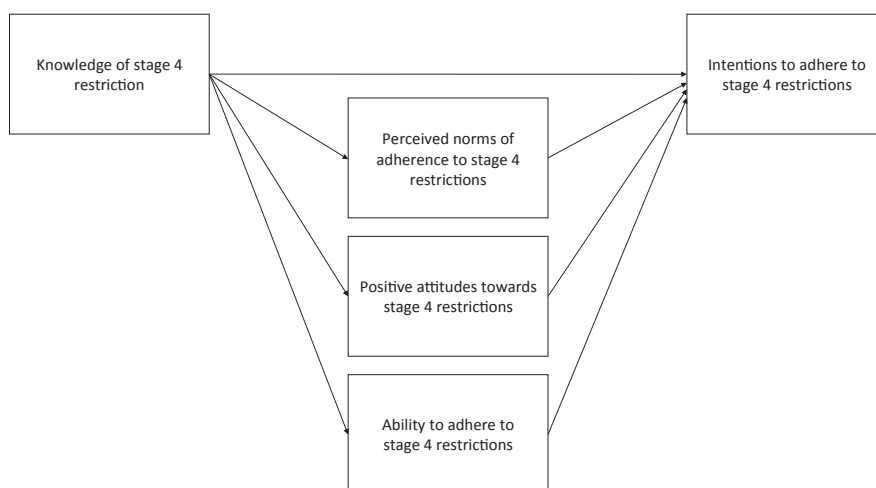 Knowledge of stage 4
restriction
Intentions to adhere to
stage 4 restrictions
Perceived norms of
adherence to stage 4
restrictions
Positive attitudes towards
stage 4 restrictions
Ability to adhere to
stage 4 restrictions